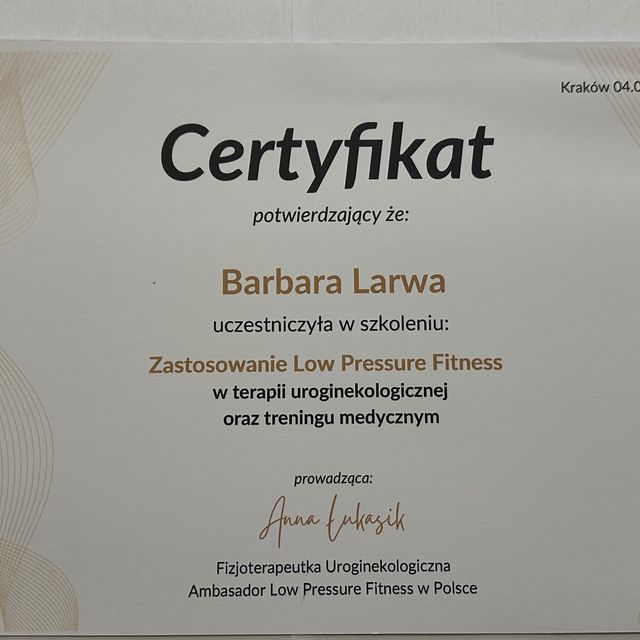 Kraków 04.0
Certyfikat
potwierdzający że:
Barbara Larwa
uczestniczyła w szkoleniu:
Zastosowanie Low Pressure Fitness
w terapii uroginekologicznej
oraz treningu medycznym
prowadząca:
Anna Łukasik
Fizjoterapeutka Uroginekologiczna
Ambasador Low Pressure Fitness w Polsce